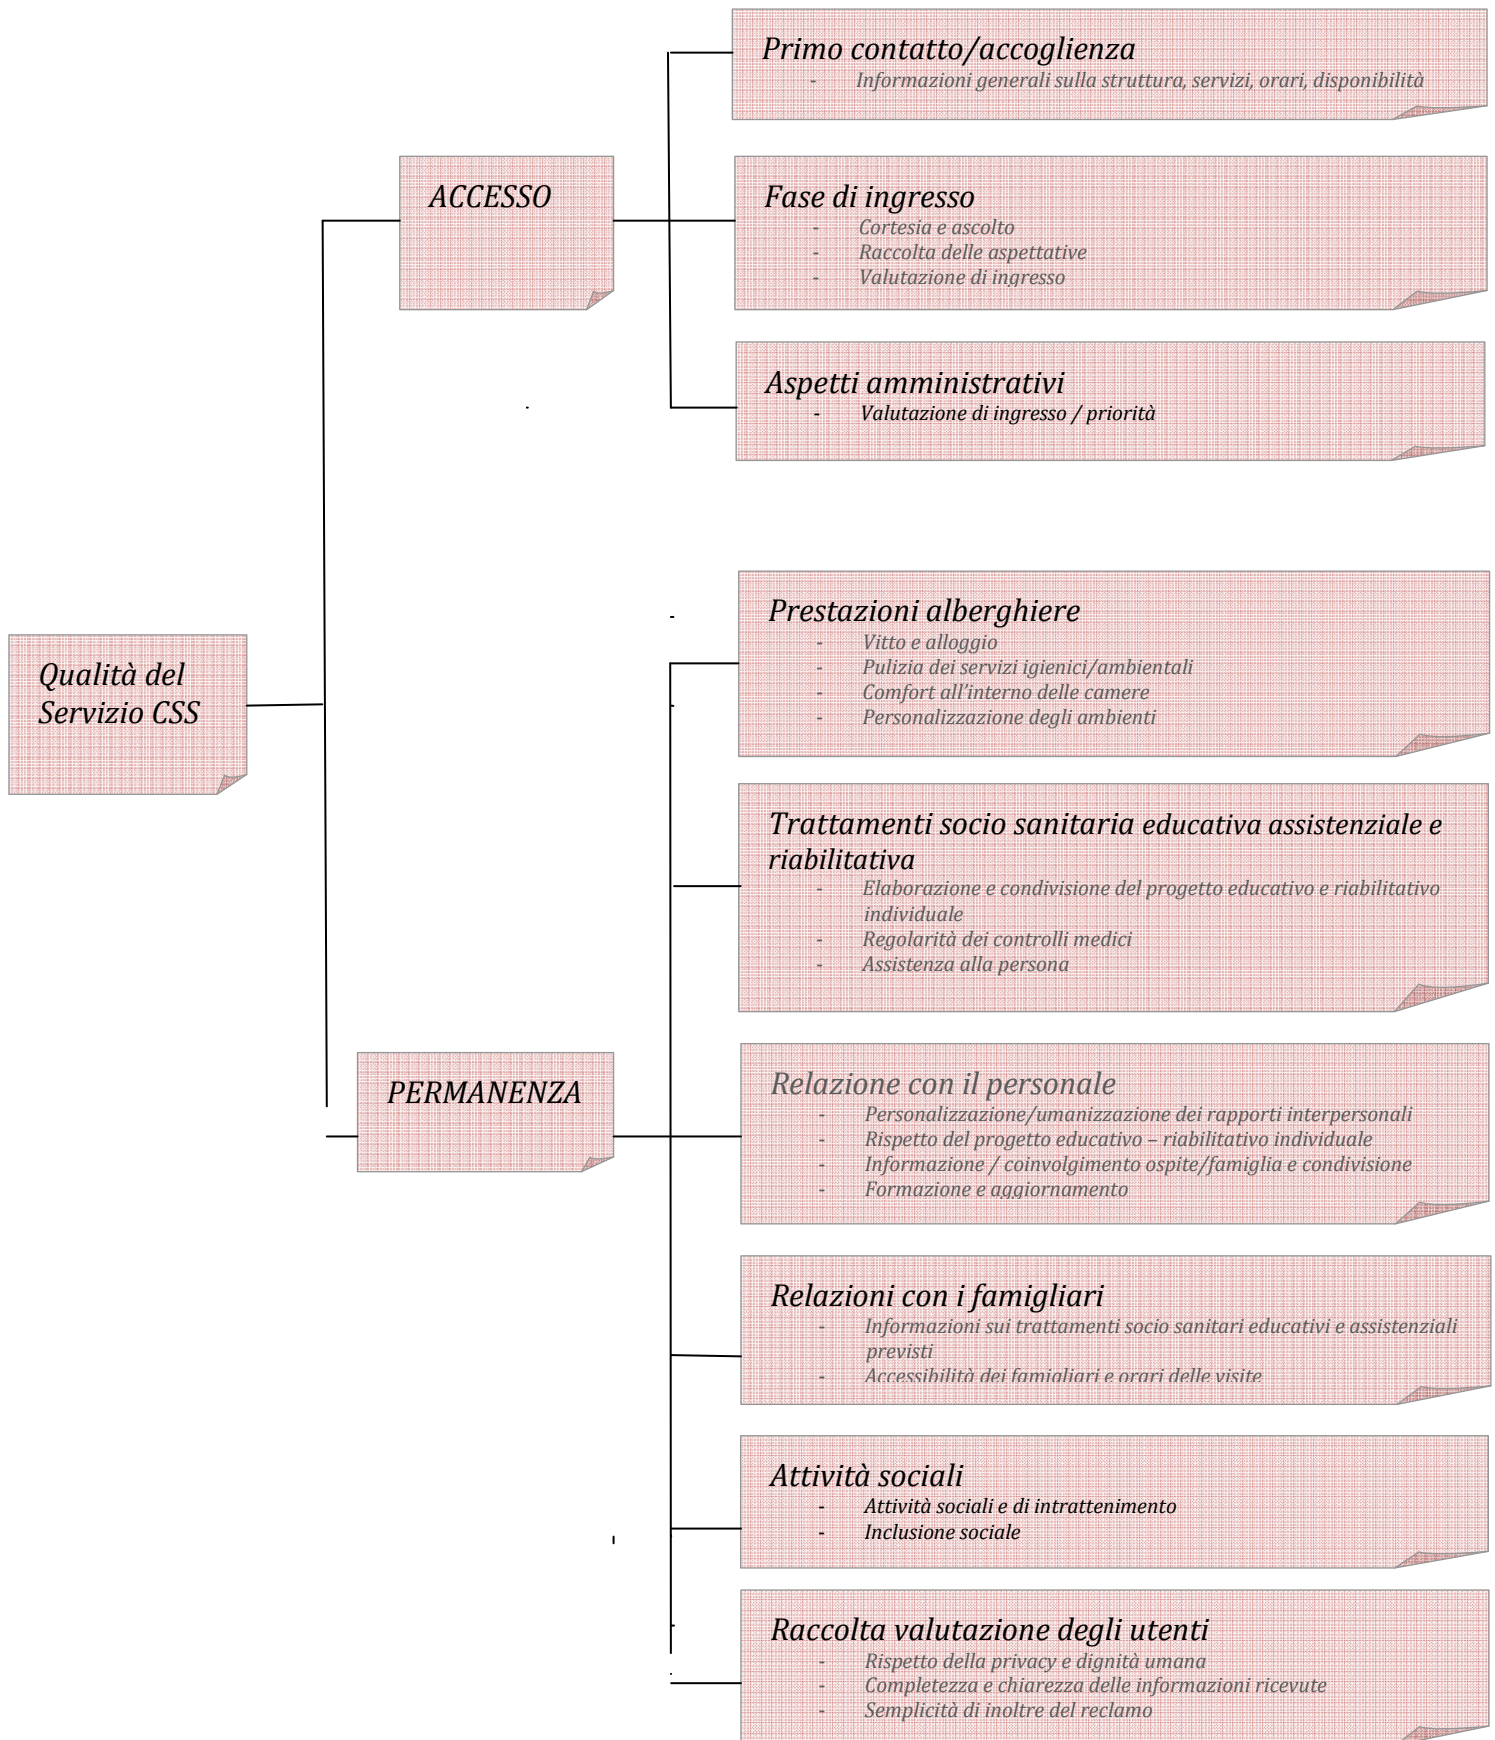 Primo contatto/accoglienza
- Informazioni generali sulla struttura, servizi, orari, disponibilità
ACCESSO
Fase di ingresso
- Cortesia e ascolto
- Raccolta delle aspettative
- Valutazione di ingresso
Aspetti amministrativi
- Valutazione di ingresso / priorità
Qualità del
Servizio CSS
Prestazioni alberghiere
- Vitto e alloggio
- Pulizia dei servizi igienici/ambientali
- Comfort all'interno delle camere
- Personalizzazione degli ambienti
Trattamenti socio sanitaria educativa assistenziale e
riabilitativa
- Elaborazione e condivisione del progetto educativo e riabilitativo
individuale
- Regolarità dei controlli medici
- Assistenza alla persona
PERMANENZA
Relazione con il personale
- Personalizzazione/umanizzazione dei rapporti interpersonali
- Rispetto del progetto educativo – riabilitativo individuale
- Informazione / coinvolgimento ospite/famiglia e condivisione
- Formazione e aggiornamento
Relazioni con i famigliari
- Informazioni sui trattamenti socio sanitari educativi e assistenziali
previsti
- Accessibilità dei famigliari e orari delle visite
Attività sociali
- Attività sociali e di intrattenimento
- Inclusione sociale
Raccolta valutazione degli utenti
- Rispetto della privacy e dignità umana
- Completezza e chiarezza delle informazioni ricevute
- Semplicità di inoltre del reclamo